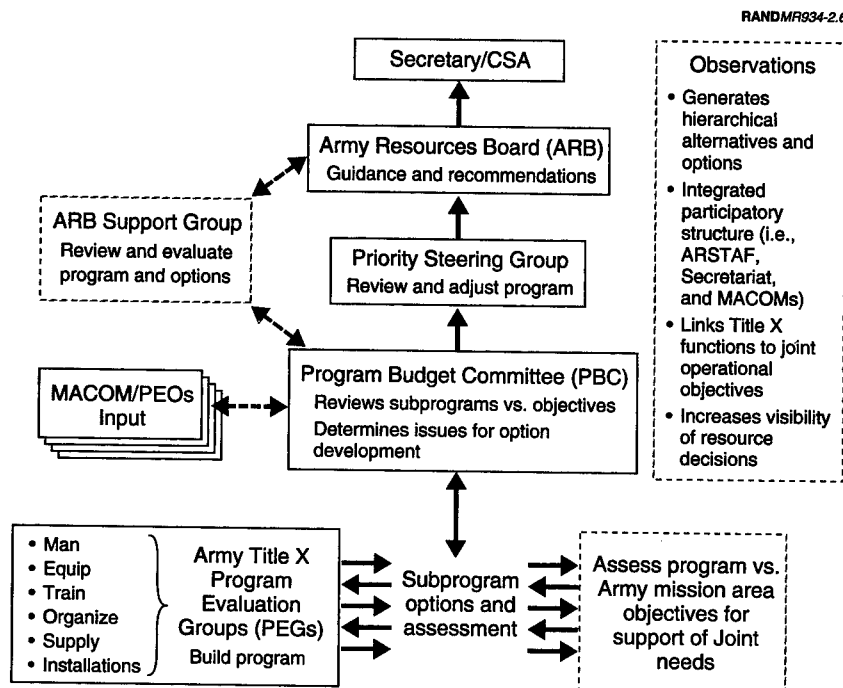 RANDMR934-2.6
Secretary/CSA
Army Resources Board (ARB)
Guidance and recommendations
ARB Support Group
Review and evaluate
program and options
Priority Steering Group
Review and adjust program
MACOM/PEOs
Input
Program Budget Committee (PBC)
Reviews subprograms vs. objectives
Determines issues for option
development
Observations
• Generates
hierarchical
alternatives and
options
• Integrated
participatory
structure (i.e.,
ARSTAF,
Secretariat,
and MACOMs)
• Links Title X
functions to joint
operational
objectives
• Increases visibility
of resource
decisions
• Man
• Equip
• Train
• Organize
• Supply
• Installations
Army Title X
Program
Evaluation
Groups (PEGs)
Build program
Subprogram
options and
assessment
Assess program vs.
Army mission area
objectives for
support of Joint
needs